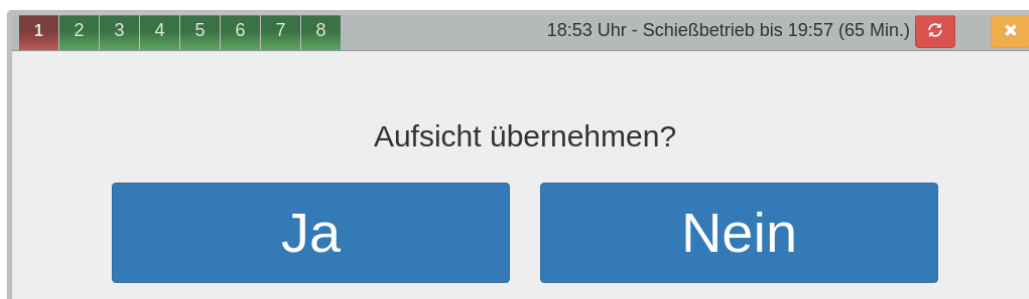 1 2 3 4 5 6 7 8 18:53 Uhr - Schießbetrieb bis 19:57 (65 Min.)
Aufsicht übernehmen?
Ja Nein